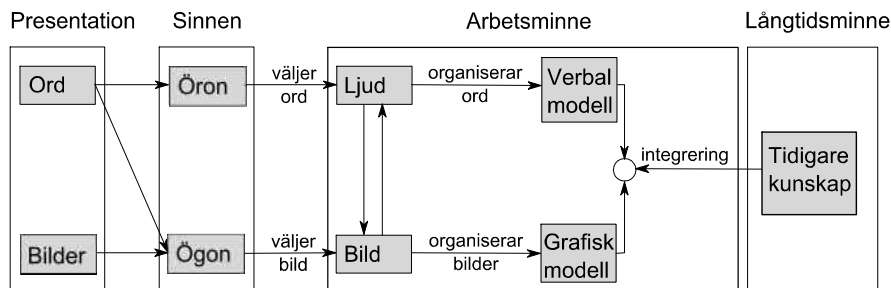 Presentation
Sinnen
Arbetsminne
Långtidsminne
Ord
Öron
väljer
ord
Ljud
organiserar
ord
Verbal
modell
integrering
Tidigare
kunskap
Bilder
Ögon
väljer
bild
Bild
organiserar
bilder
Grafisk
modell